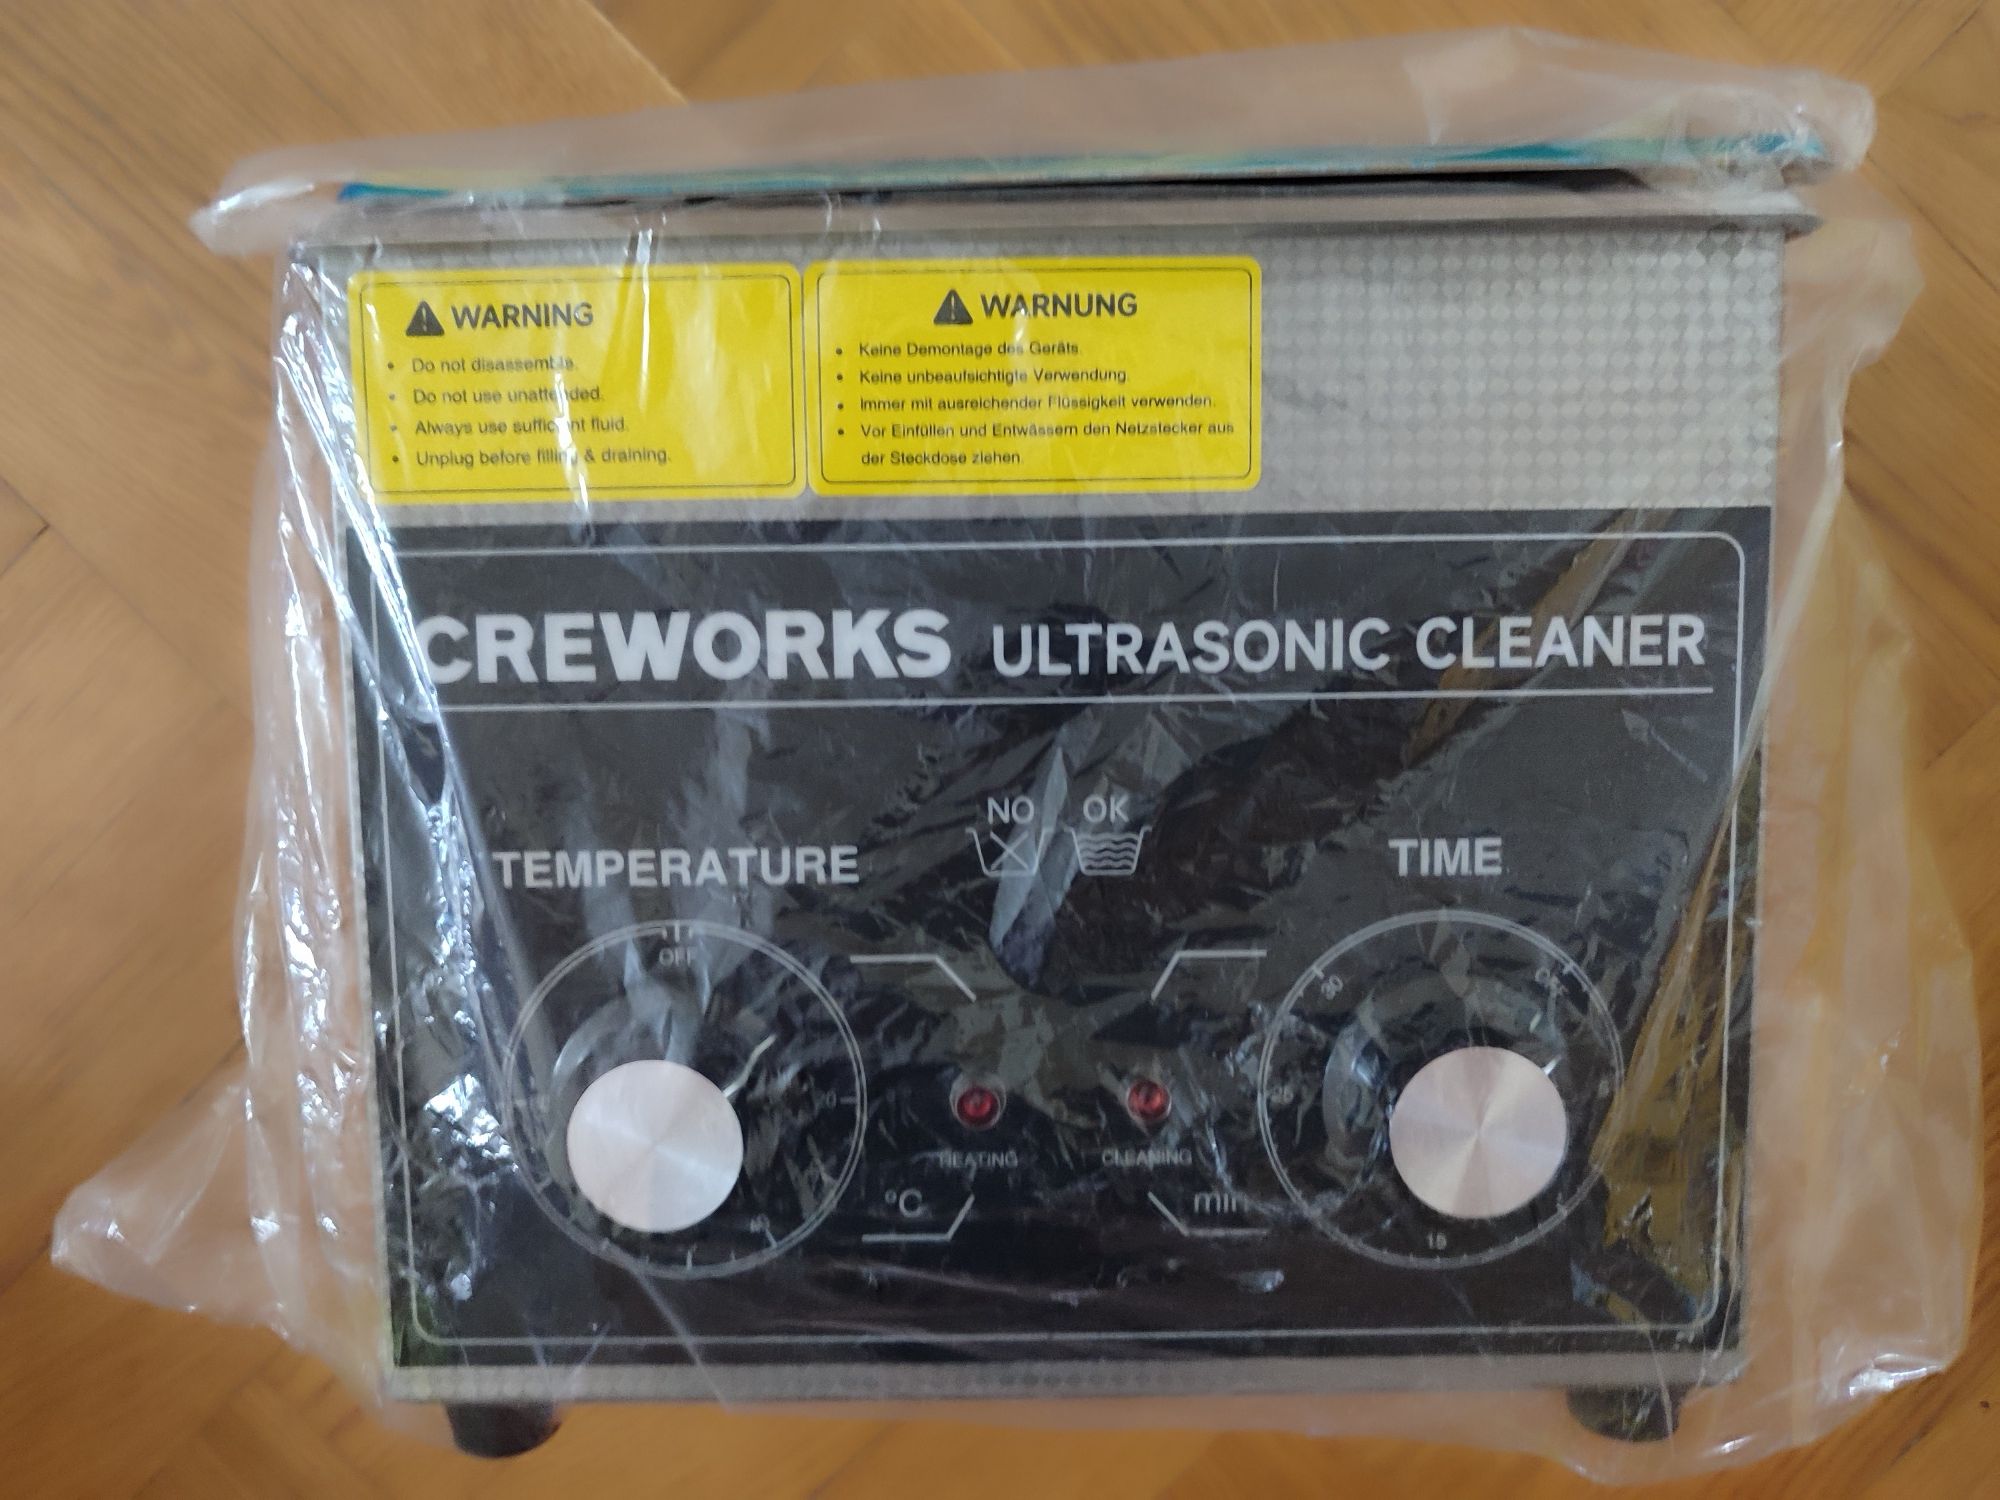 WARNING
Do not disassemble.
Do not use unattended.
Always use sufficient fluid.
Unplug before filling & draining.
WARNUNG
Keine Demontage des Geräts.
Keine unbeaufsichtigte Verwendung.
Immer mit ausreichender Flüssigkeit verwenden.
Vor Einfüllen und Entwässern den Netzstecker aus
der Steckdose ziehen.
CREWORKS ULTRASONIC CLEANER
NO OK
TEMPERATURE
TIME
OFF
20
30
15
HEATING
CLEANING
°C
min